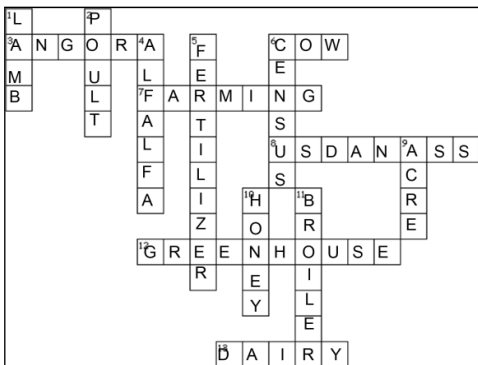 1L 2P
3A N G O R 4A 5F 6C O W
M U L E E
B L 7F A R M I N G
T A T S
L I 8U S D A N 9A S S
F L S C
A I 10H 11B R
Z O R E
12G R E E N H O U S E
R E I
Y L
E
13D A I R Y